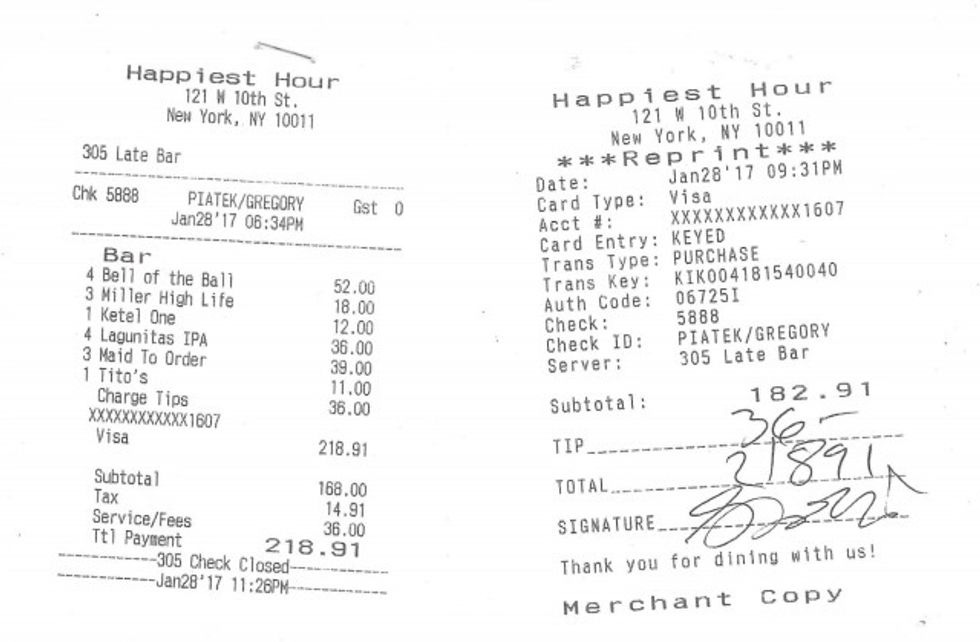 Happiest Hour
121 W 10th St.
New York, NY 10011
305 Late Bar
Chk 5888 PIATEK/GREGORY Gst 0
Jan28'17 06:34PM
Bar
4 Bell of the Ball 52.00
3 Miller High Life 18.00
1 Ketel One 12.00
4 Lagunitas IPA 36.00
3 Maid To Order 39.00
1 Tito's 11.00
Charge Tips 36.00
XXXXXXXXXXXX1607
Visa 218.91
Subtotal 168.00
Tax 14.91
Service/Fees 36.00
Ttl Payment 218.91
------------305 Check Closed------------
------------Jan28'17 11:26PM------------
Happiest Hour
121 W 10th St.
New York, NY 10011
***Reprint***
Date: Jan28'17 09:31PM
Card Type: Visa
Acct #: XXXXXXXXXXXX1607
Card Entry: KEYED
Trans Type: PURCHASE
Trans Key: KIK004181540040
Auth Code: 06725I
Check: 5888
Check ID: PIATEK/GREGORY
Server: 305 Late Bar
Subtotal: 182.91
TIP 36-
TOTAL 21891
SIGNATURE
Thank you for dining with us!
Merchant Copy